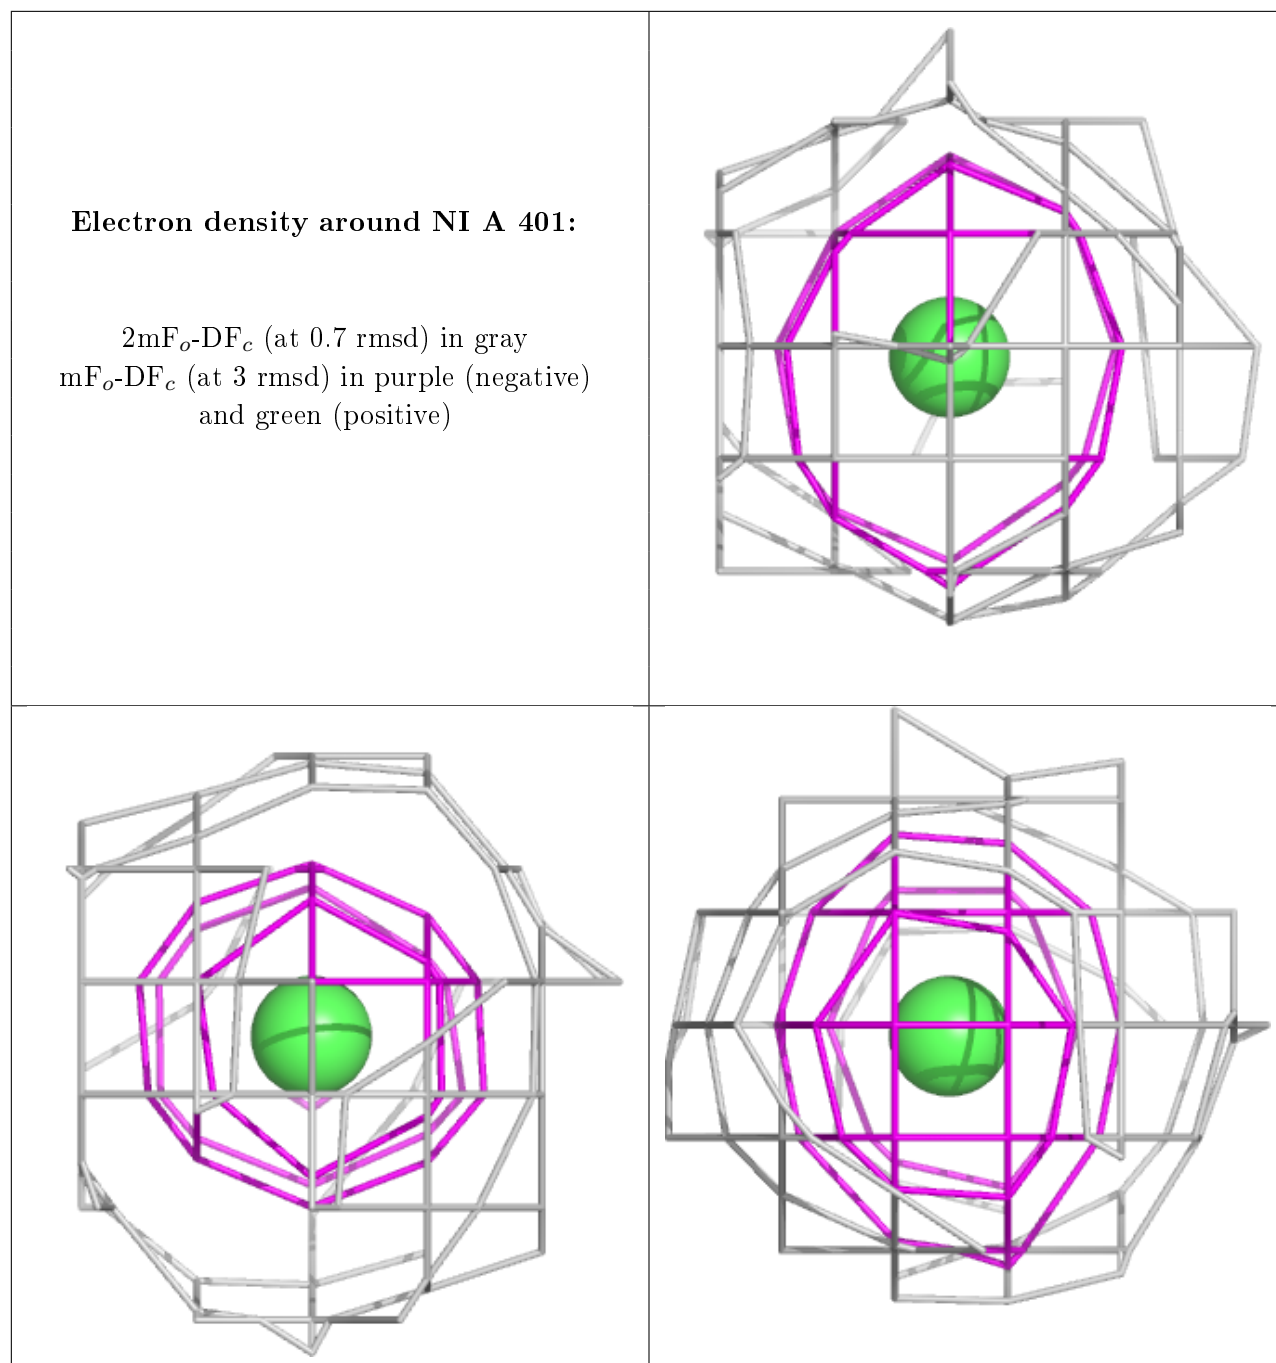 Electron density around NI A 401:
2mFₒ-DF𝒸 (at 0.7 rmsd) in gray
mFₒ-DF𝒸 (at 3 rmsd) in purple (negative)
and green (positive)